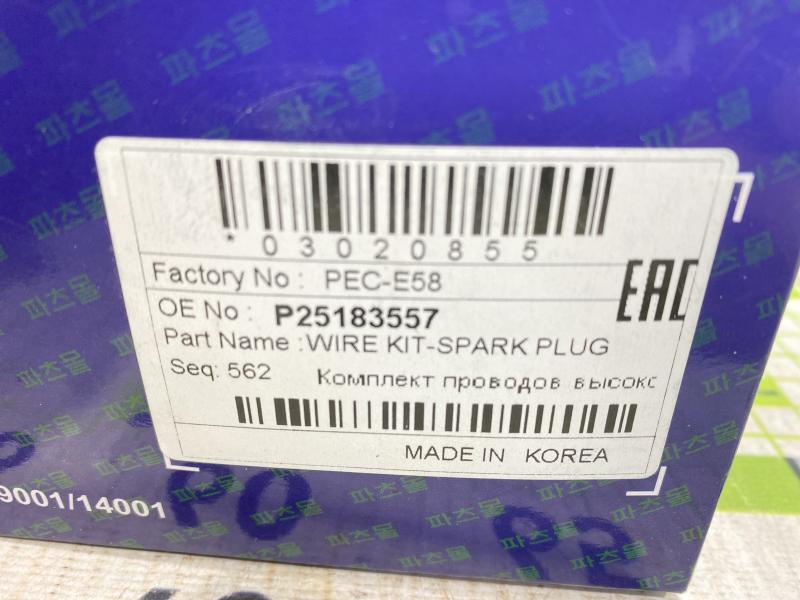 파츠몰
* 03020855
Factory No : PEC-E58
EAC
OE No : P25183557
Part Name :WIRE KIT-SPARK PLUG
Seq: 562 Комплект проводов высоко
MADE IN KOREA
9001/14001